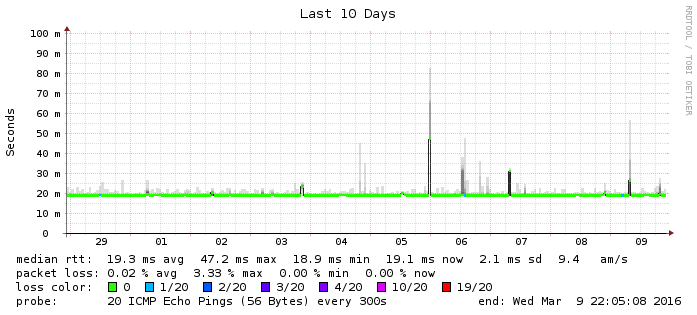 Last 10 Days
RRDTOOL / TOBI OETIKER
Seconds
100 m
90 m
80 m
70 m
60 m
50 m
40 m
30 m
20 m
10 m
0
29 01 02 03 04 05 06 07 08 09
median rtt: 19.3 ms avg 47.2 ms max 18.9 ms min 19.1 ms now 2.1 ms sd 9.4 am/s
packet loss: 0.02 % avg 3.33 % max 0.00 % min 0.00 % now
loss color: 0 1/20 2/20 3/20 4/20 10/20 19/20
probe: 20 ICMP Echo Pings (56 Bytes) every 300s end: Wed Mar 9 22:05:08 2016